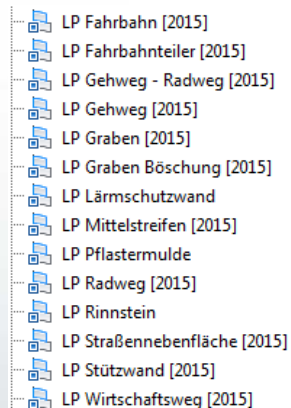 LP Fahrbahn [2015]
LP Fahrbahnteiler [2015]
LP Gehweg - Radweg [2015]
LP Gehweg [2015]
LP Graben [2015]
LP Graben Böschung [2015]
LP Lärmschutzwand
LP Mittelstreifen [2015]
LP Pflastermulde
LP Radweg [2015]
LP Rinnstein
LP Straßennebenfläche [2015]
LP Stützwand [2015]
LP Wirtschaftsweg [2015]